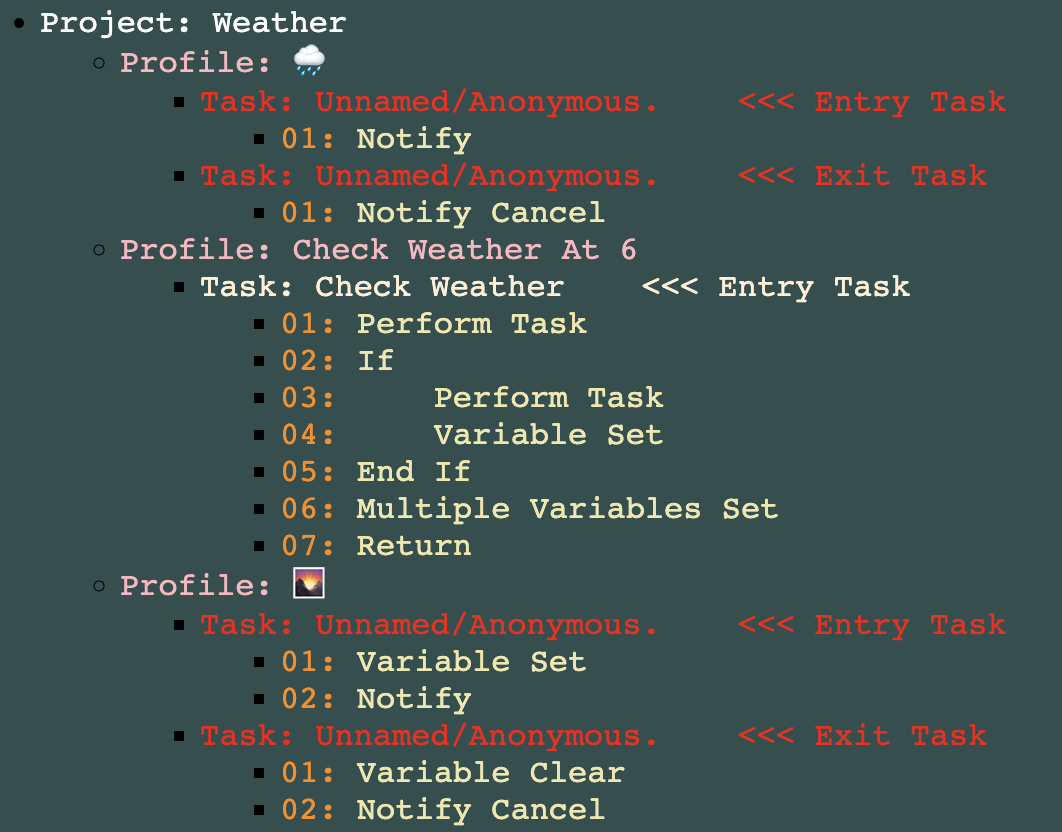 Project: Weather
Profile: 🌧️
Task: Unnamed/Anonymous. <<< Entry Task
01: Notify
Task: Unnamed/Anonymous. <<< Exit Task
01: Notify Cancel
Profile: Check Weather At 6
Task: Check Weather <<< Entry Task
01: Perform Task
02: If
03: Perform Task
04: Variable Set
05: End If
06: Multiple Variables Set
07: Return
Profile: 🌄
Task: Unnamed/Anonymous. <<< Entry Task
01: Variable Set
02: Notify
Task: Unnamed/Anonymous. <<< Exit Task
01: Variable Clear
02: Notify Cancel